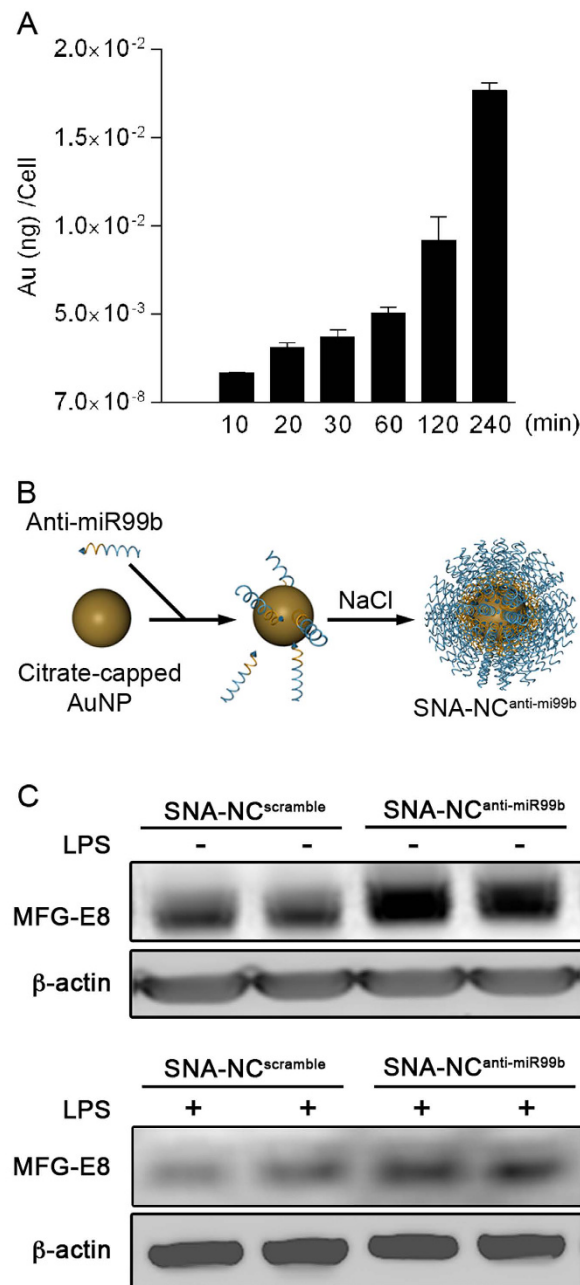 A
2.0×10⁻²
1.5×10⁻²
1.0×10⁻²
5.0×10⁻³
7.0×10⁻⁸
Au (ng) /Cell
10 20 30 60 120 240 (min)
B
Anti-miR99b
Citrate-capped
AuNP
NaCl
SNA-NCanti-mi99b
C
SNA-NCscramble SNA-NCanti-miR99b
LPS - - - -
MFG-E8
β-actin
SNA-NCscramble SNA-NCanti-miR99b
LPS + + + +
MFG-E8
β-actin